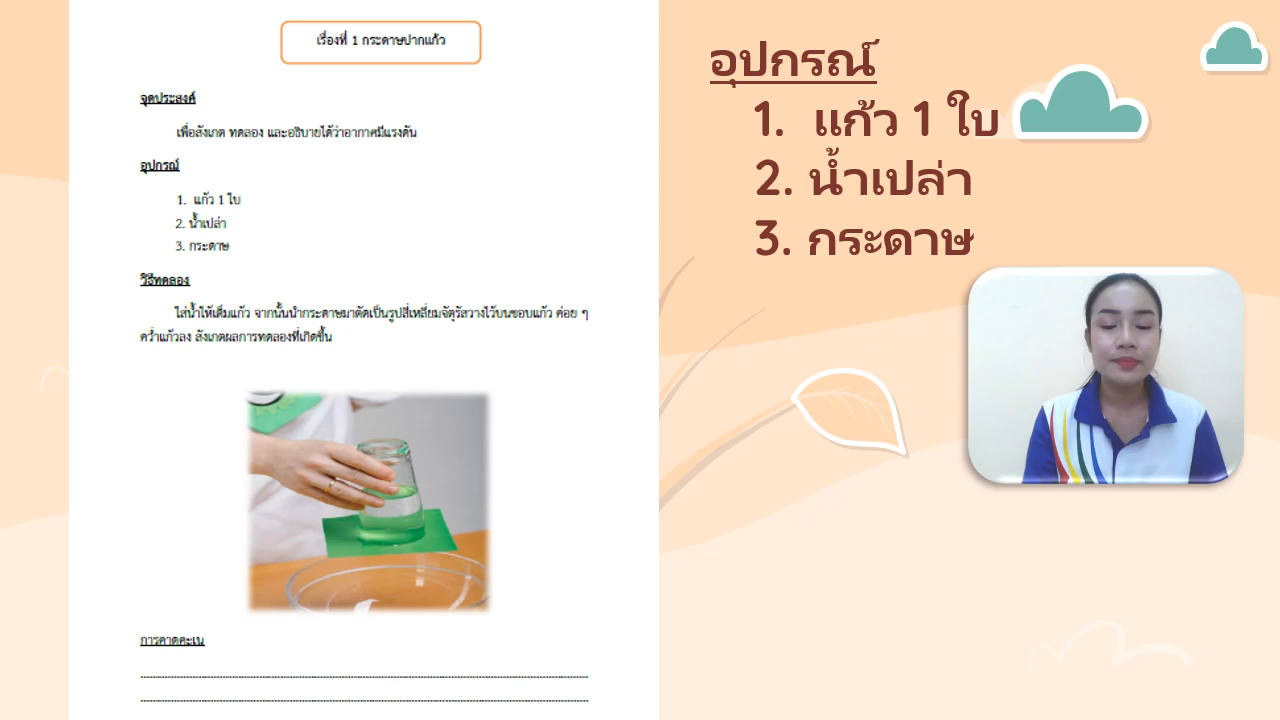 เรื่องที่ 1 กระดาษปากแก้ว
จุดประสงค์
เพื่อสังเกต ทดลอง และอธิบายได้ว่าอากาศมีแรงดัน
อุปกรณ์
1. แก้ว 1 ใบ
2. น้ำเปล่า
3. กระดาษ
วิธีทดลอง
ใส่น้ำให้เต็มแก้ว จากนั้นนำกระดาษมาตัดเป็นรูปสี่เหลี่ยมจัตุรัสวางไว้บนขอบแก้ว ค่อย ๆ
คว่ำแก้วลง สังเกตผลการทดลองที่เกิดขึ้น
การคาดคะเน
อุปกรณ์
1. แก้ว 1 ใบ
2. น้ำเปล่า
3. กระดาษ